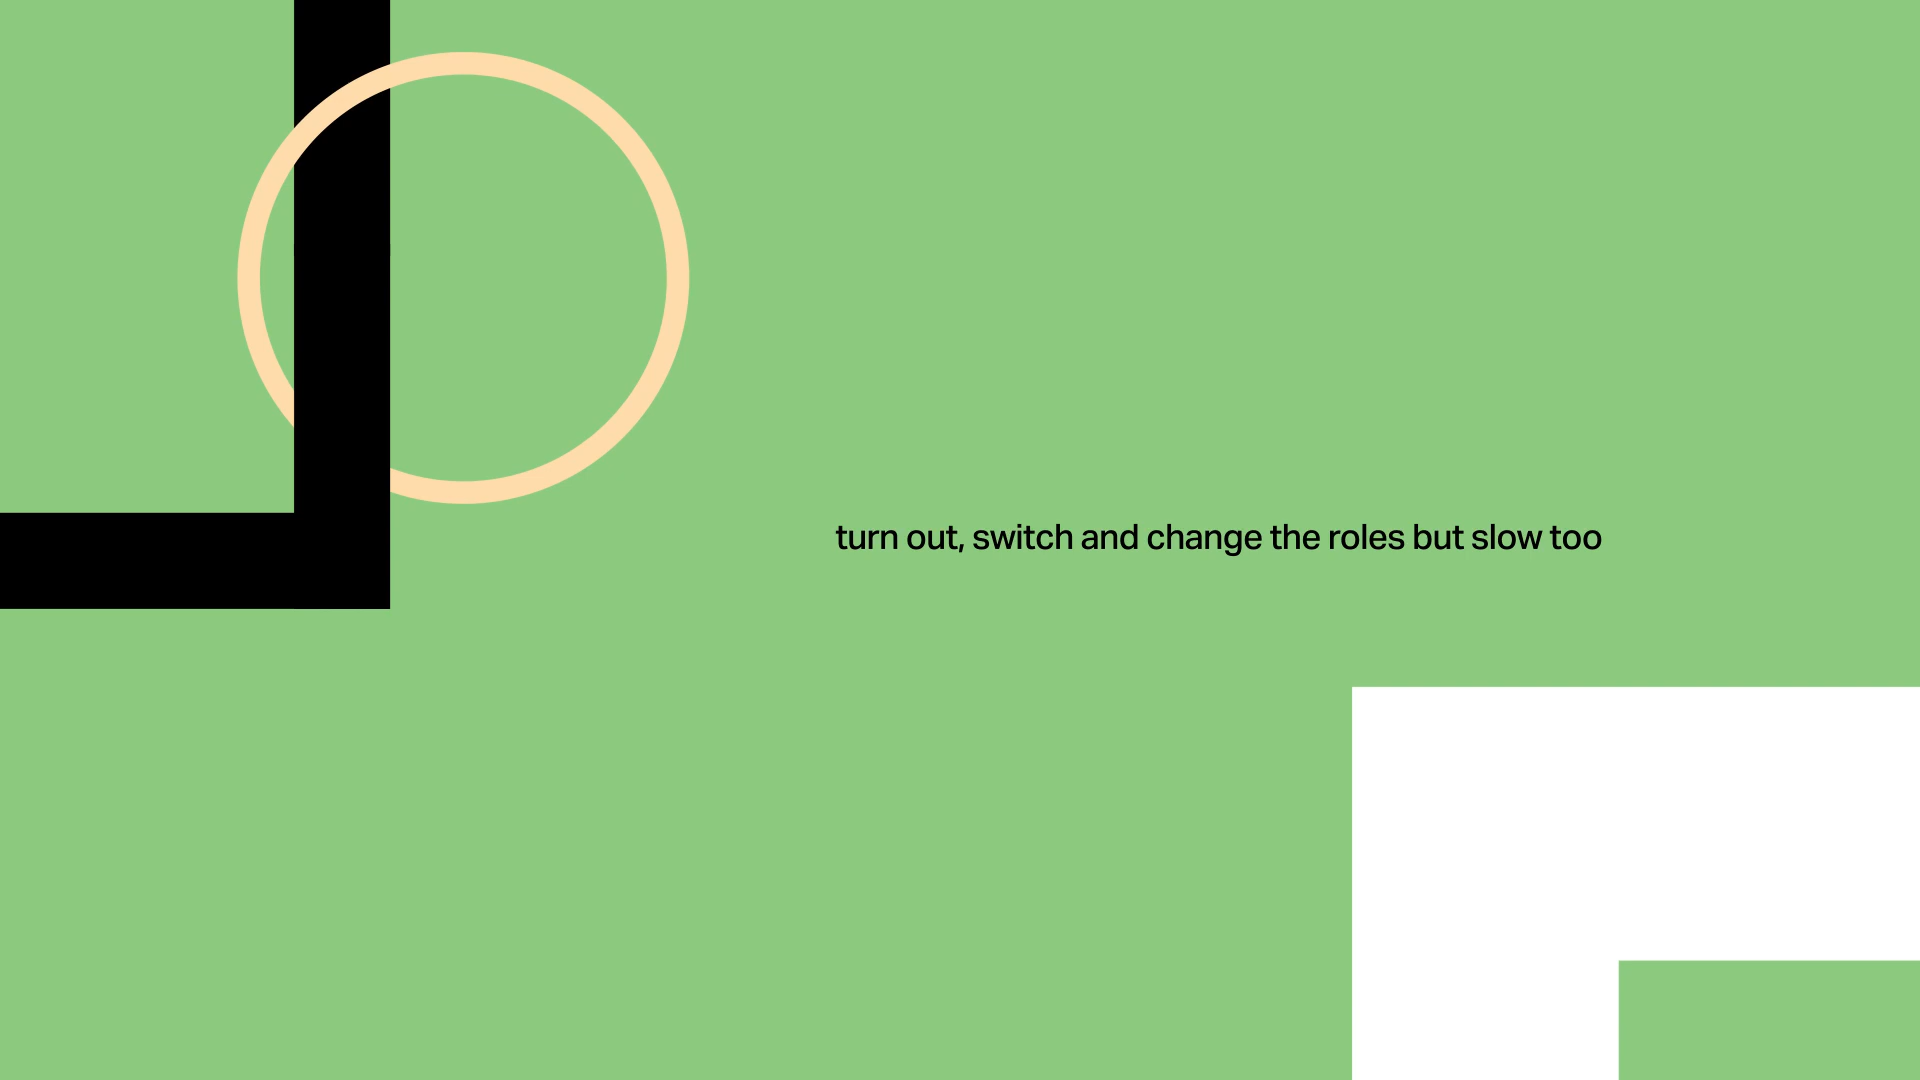 turn out, switch and change the roles but slow too